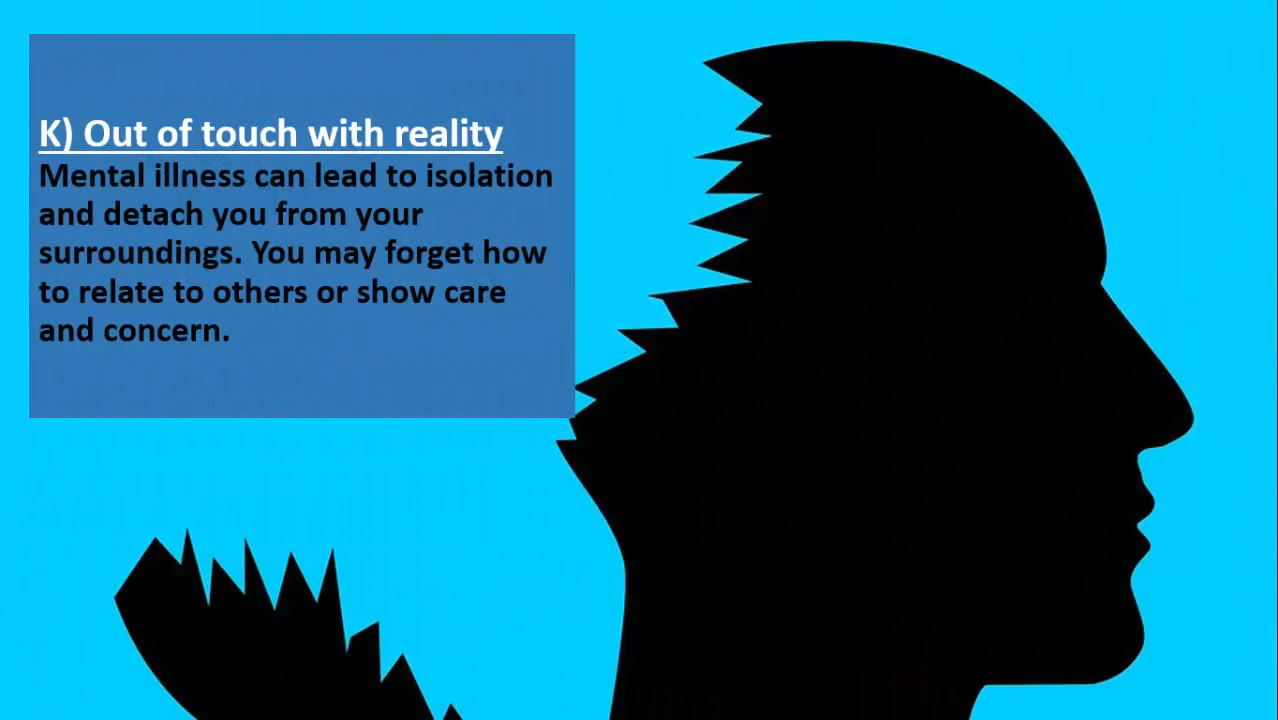 K) Out of touch with reality
Mental illness can lead to isolation
and detach you from your
surroundings. You may forget how
to relate to others or show care
and concern.